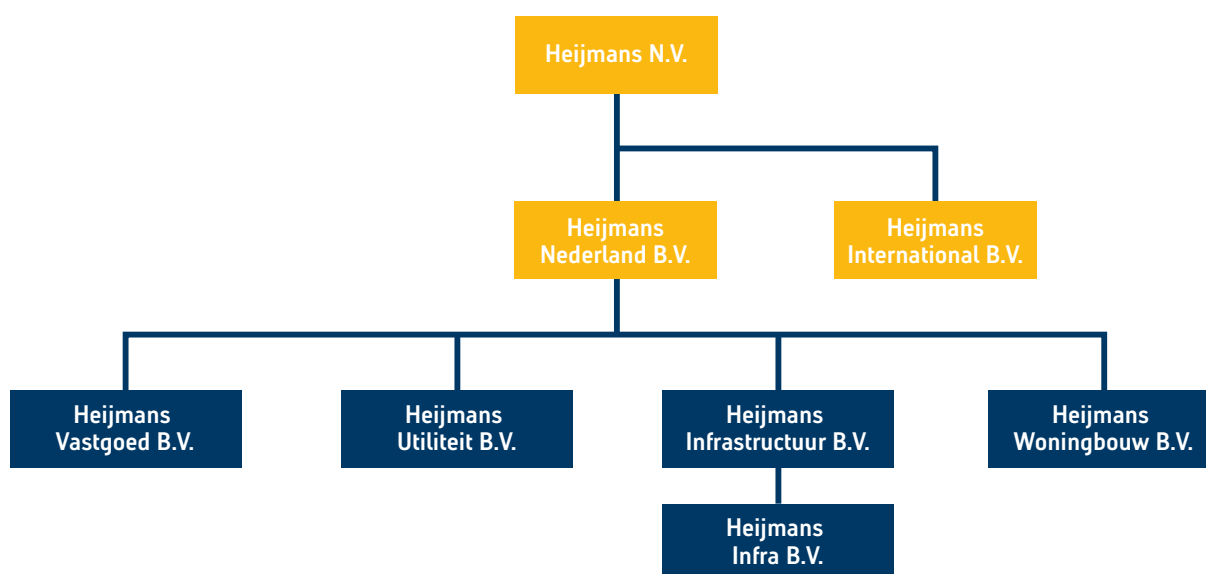 Heijmans N.V.
Heijmans
Nederland B.V.
Heijmans
International B.V.
Heijmans
Vastgoed B.V.
Heijmans
Utiliteit B.V.
Heijmans
Infrastructuur B.V.
Heijmans
Woningbouw B.V.
Heijmans
Infra B.V.